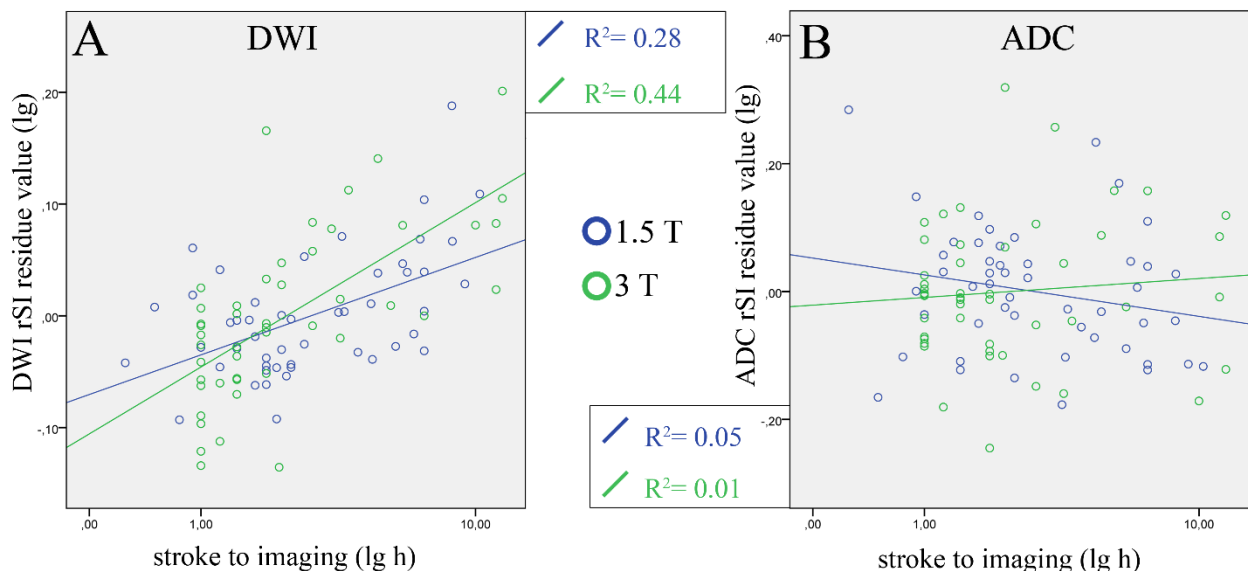 A
DWI
R²= 0.28
R²= 0.44
,20
,10
,00
-,10
DWI rSI residue value (lg)
,00
1,00
10,00
stroke to imaging (lg h)
1.5 T
3 T
B
ADC
,40
,20
,00
-,20
ADC rSI residue value (lg)
R²= 0.05
R²= 0.01
,00
1,00
10,00
stroke to imaging (lg h)